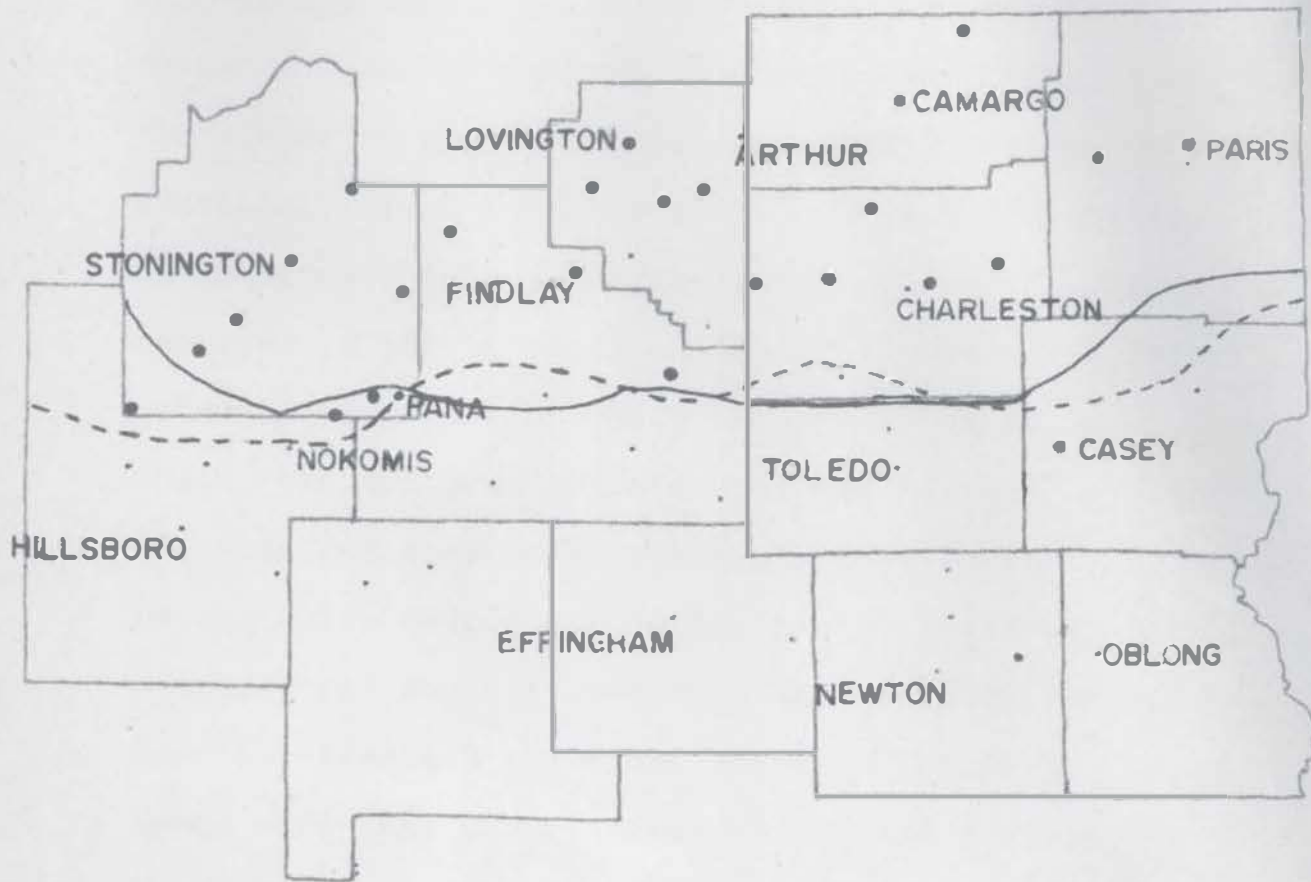 CAMARGO
LOVINGTON
ARTHUR
PARIS
STONINGTON
FINDLAY
CHARLESTON
PANA
NOKOMIS
TOLEDO
CASEY
HILLSBORO
EFFINGHAM
OBLONG
NEWTON